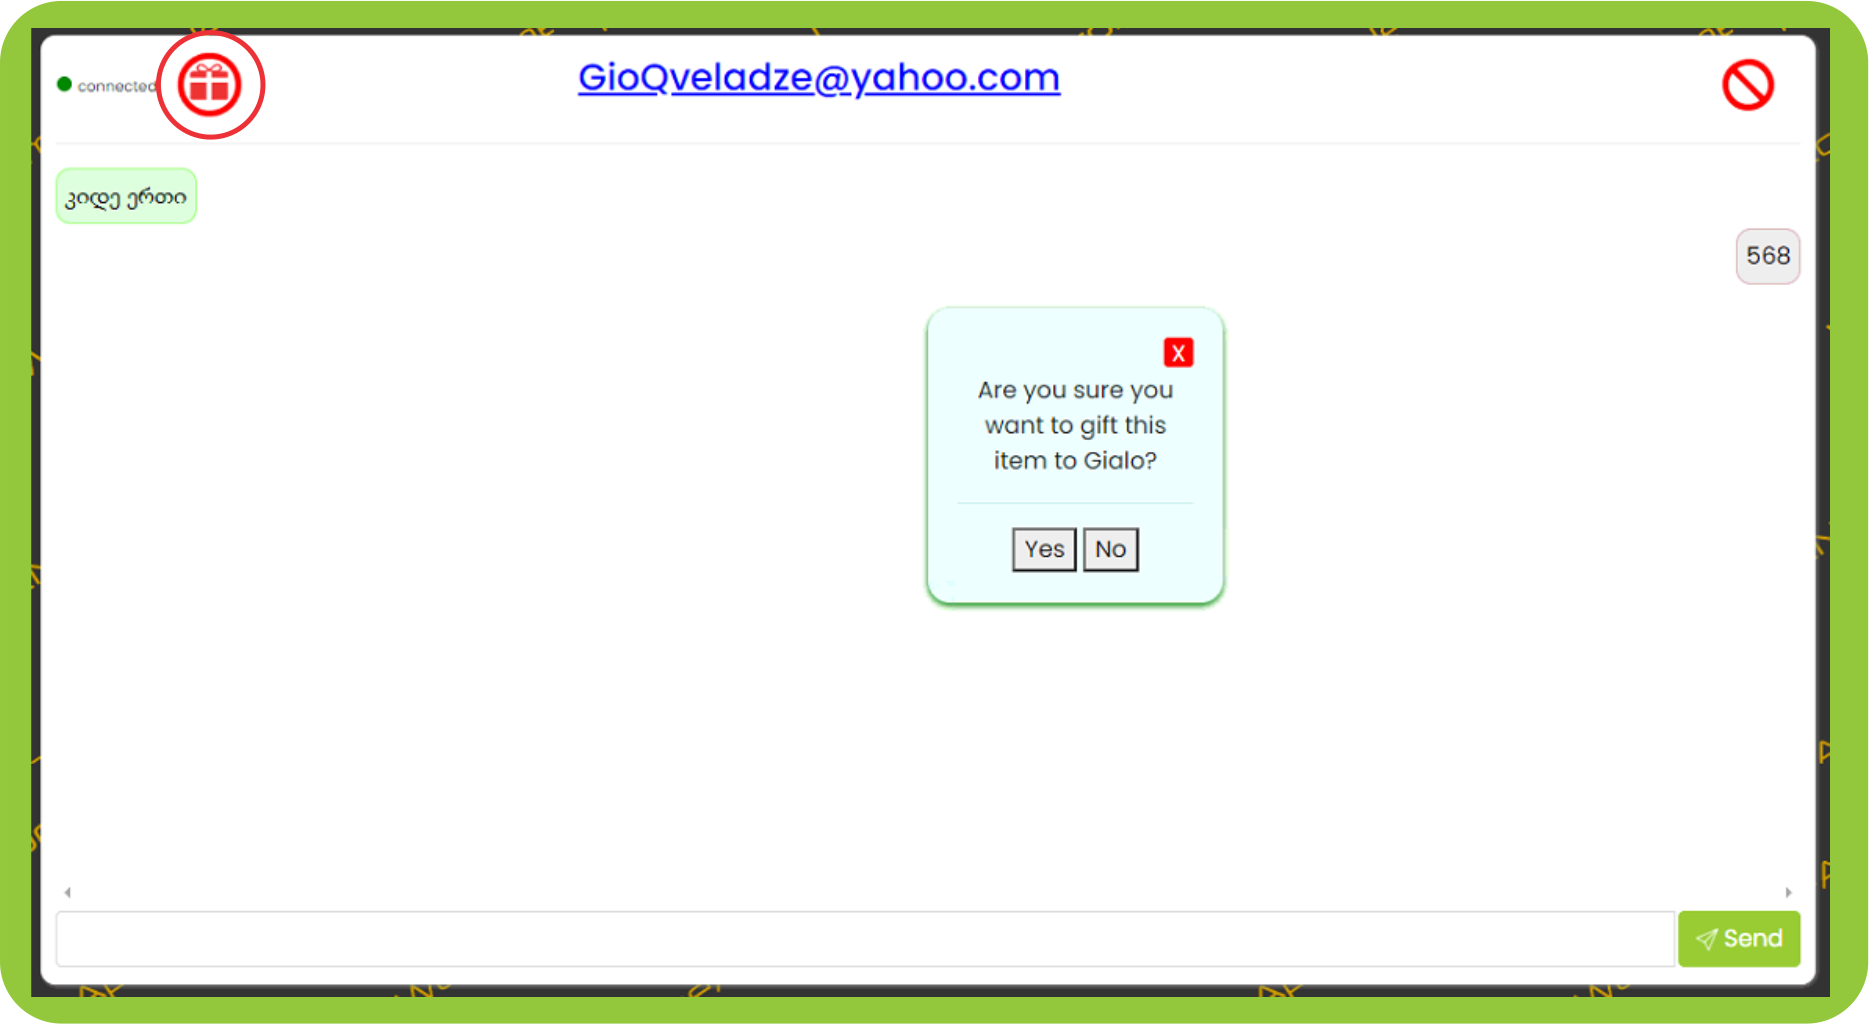 connected
GioQveladze@yahoo.com
კიდე ერთი
568
X
Are you sure you
want to gift this
item to Gialo?
Yes No
Send